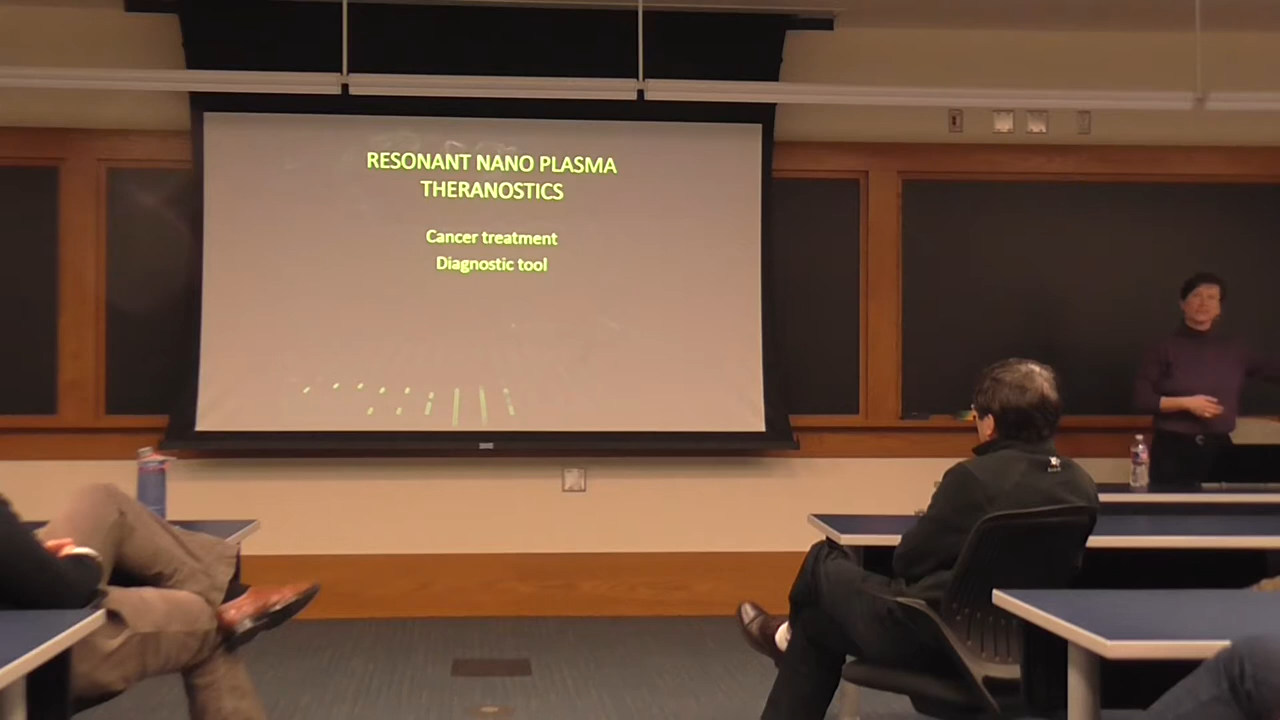 RESONANT NANO PLASMA
THERANOSTICS
Cancer treatment
Diagnostic tool